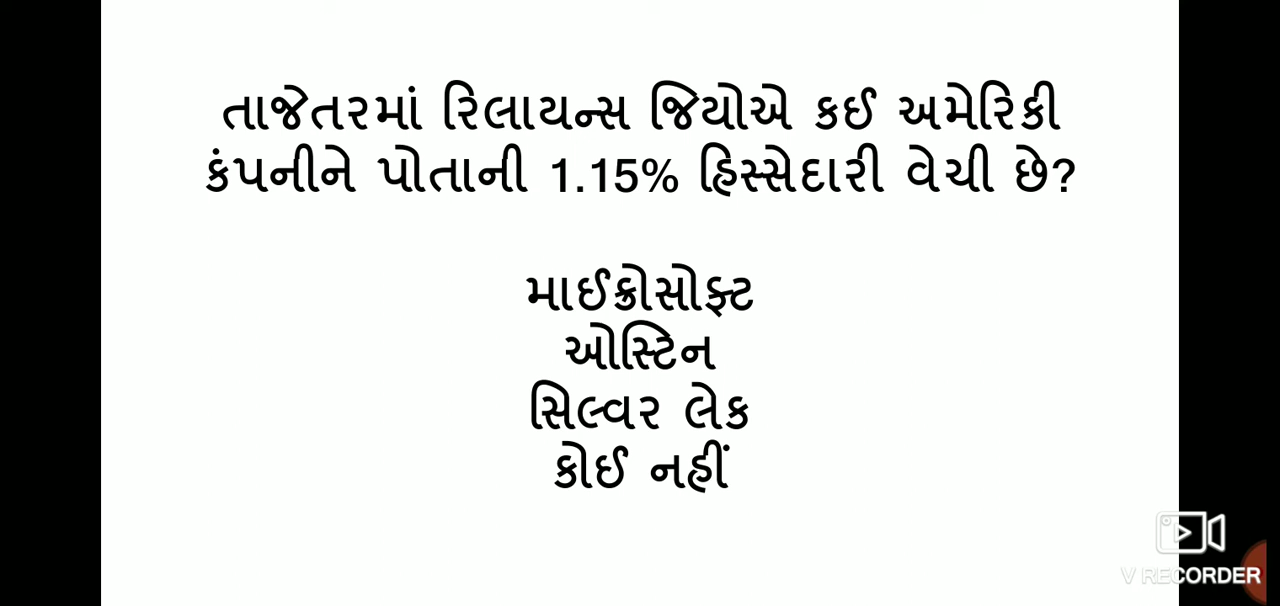 તાજેતરમાં રિલાયન્સ જિયોએ કઈ અમેરિકી
કંપનીને પોતાની 1.15% હિસ્સેદારી વેચી છે?
માઈક્રોસોફ્ટ
ઓસ્ટિન
સિલ્વર લેક
કોઈ નહીં
V RECORDER